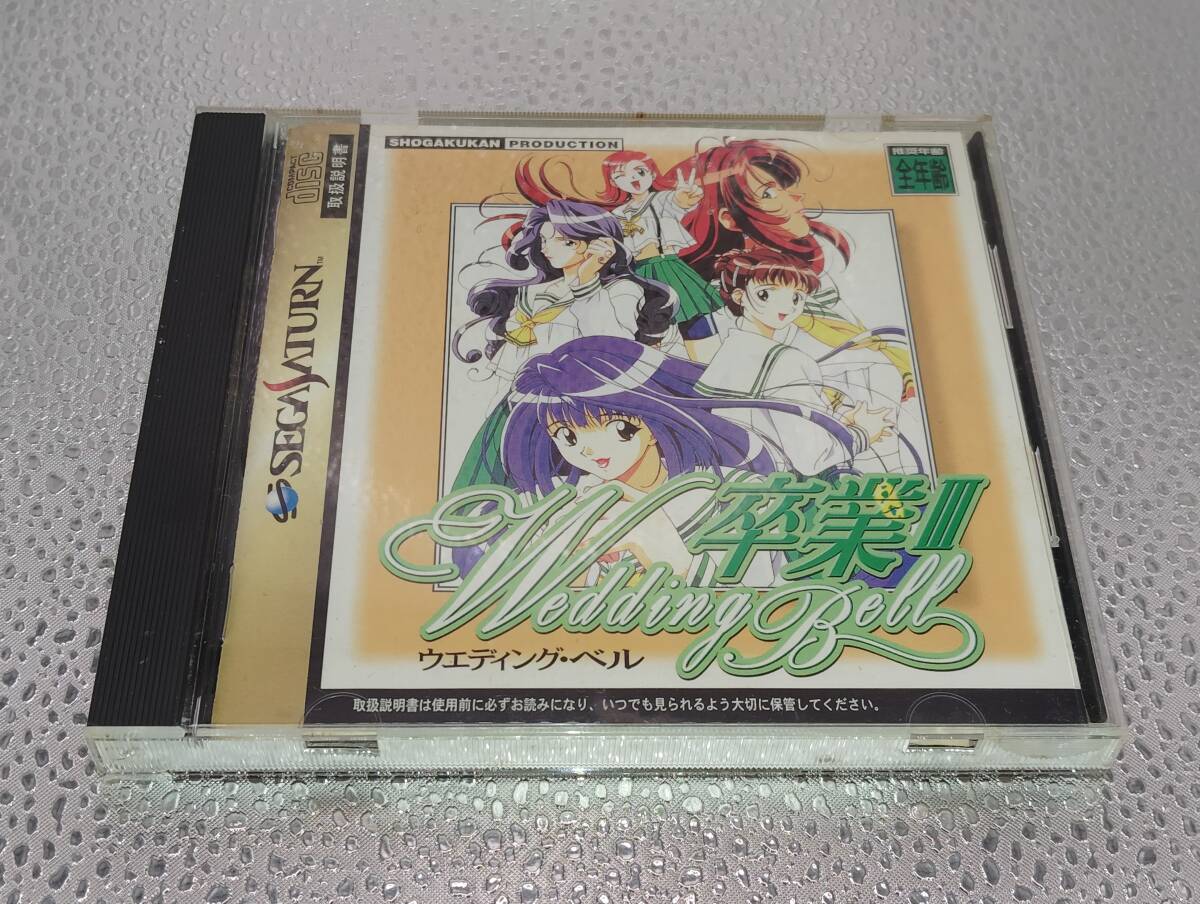 COMPACT
DISC
取扱説明書
SEGA SATURN™
SHOGAKUKAN PRODUCTION
推奨年齢
全年齢
卒業III
Wedding Bell
ウエディング・ベル
取扱説明書は使用前に必ずお読みになり、いつでも見られるよう大切に保管してください。